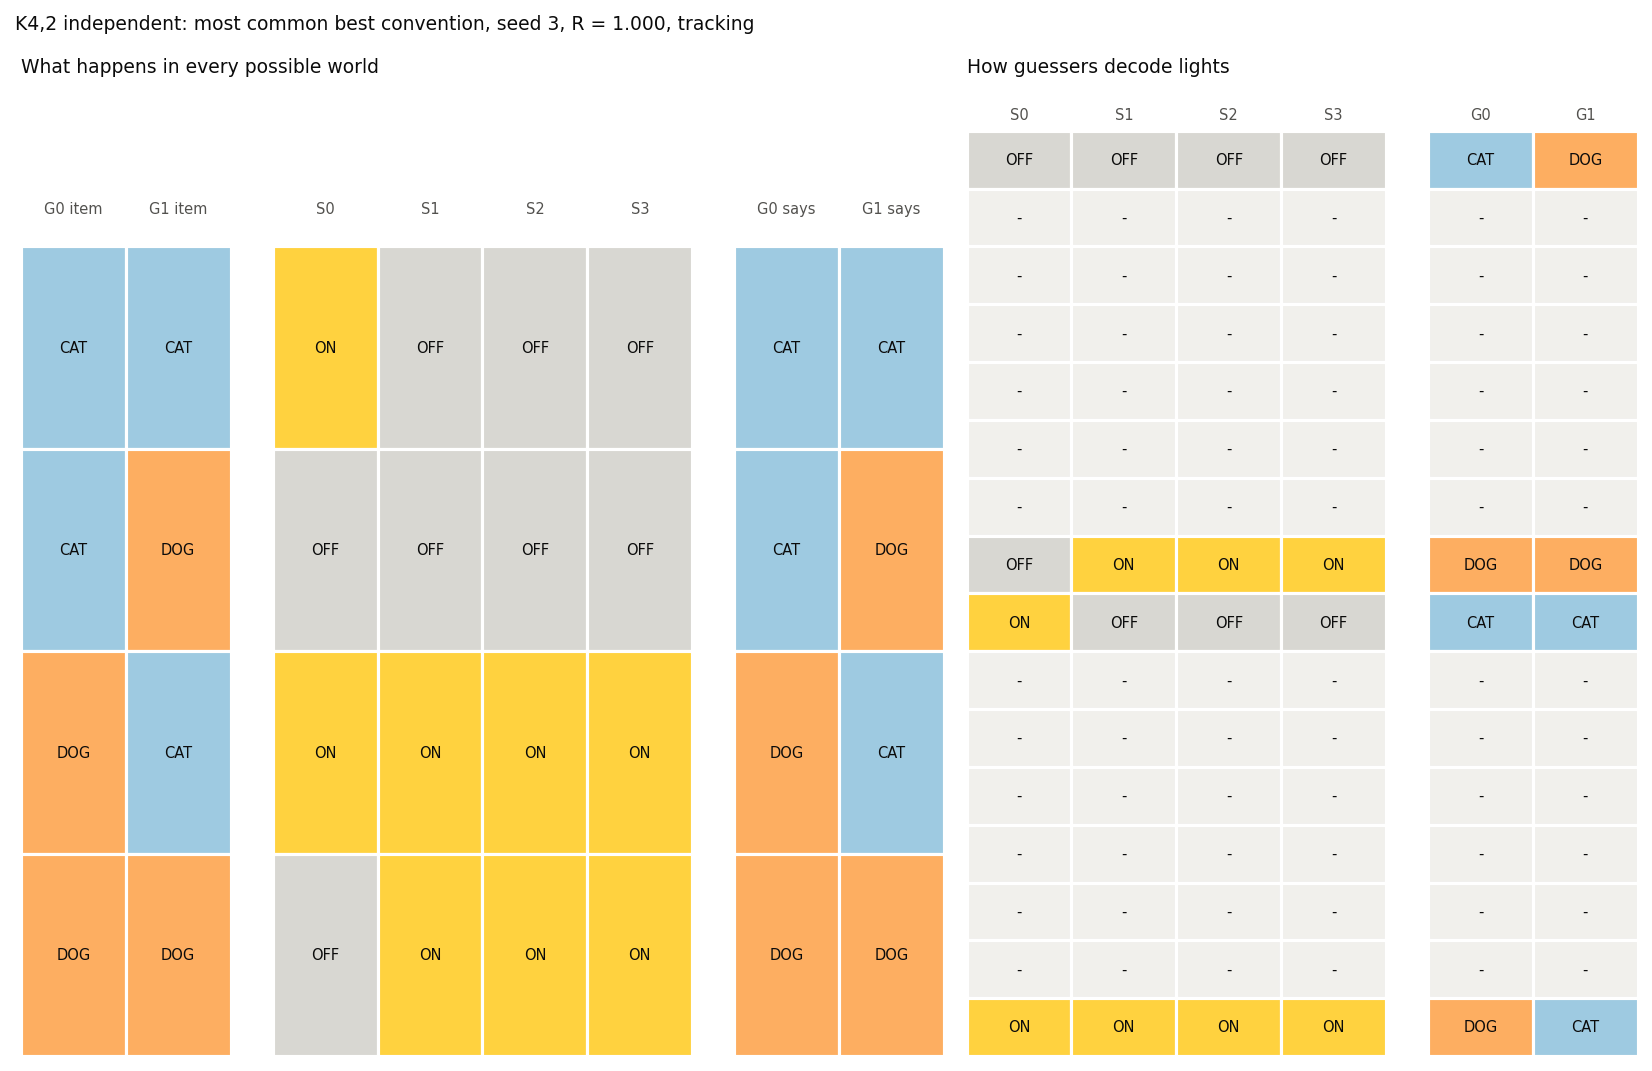 K4,2 independent: most common best convention, seed 3, R = 1.000, tracking
What happens in every possible world
G0 item G1 item S0 S1 S2 S3 G0 says G1 says
CAT CAT ON OFF OFF OFF CAT CAT
CAT DOG OFF OFF OFF OFF CAT DOG
DOG CAT ON ON ON ON DOG CAT
DOG DOG OFF ON ON ON DOG DOG
How guessers decode lights
S0 S1 S2 S3 G0 G1
OFF OFF OFF OFF CAT DOG
- - - - - -
- - - - - -
- - - - - -
- - - - - -
- - - - - -
- - - - - -
OFF ON ON ON DOG DOG
ON OFF OFF OFF CAT CAT
- - - - - -
- - - - - -
- - - - - -
- - - - - -
- - - - - -
- - - - - -
ON ON ON ON DOG CAT